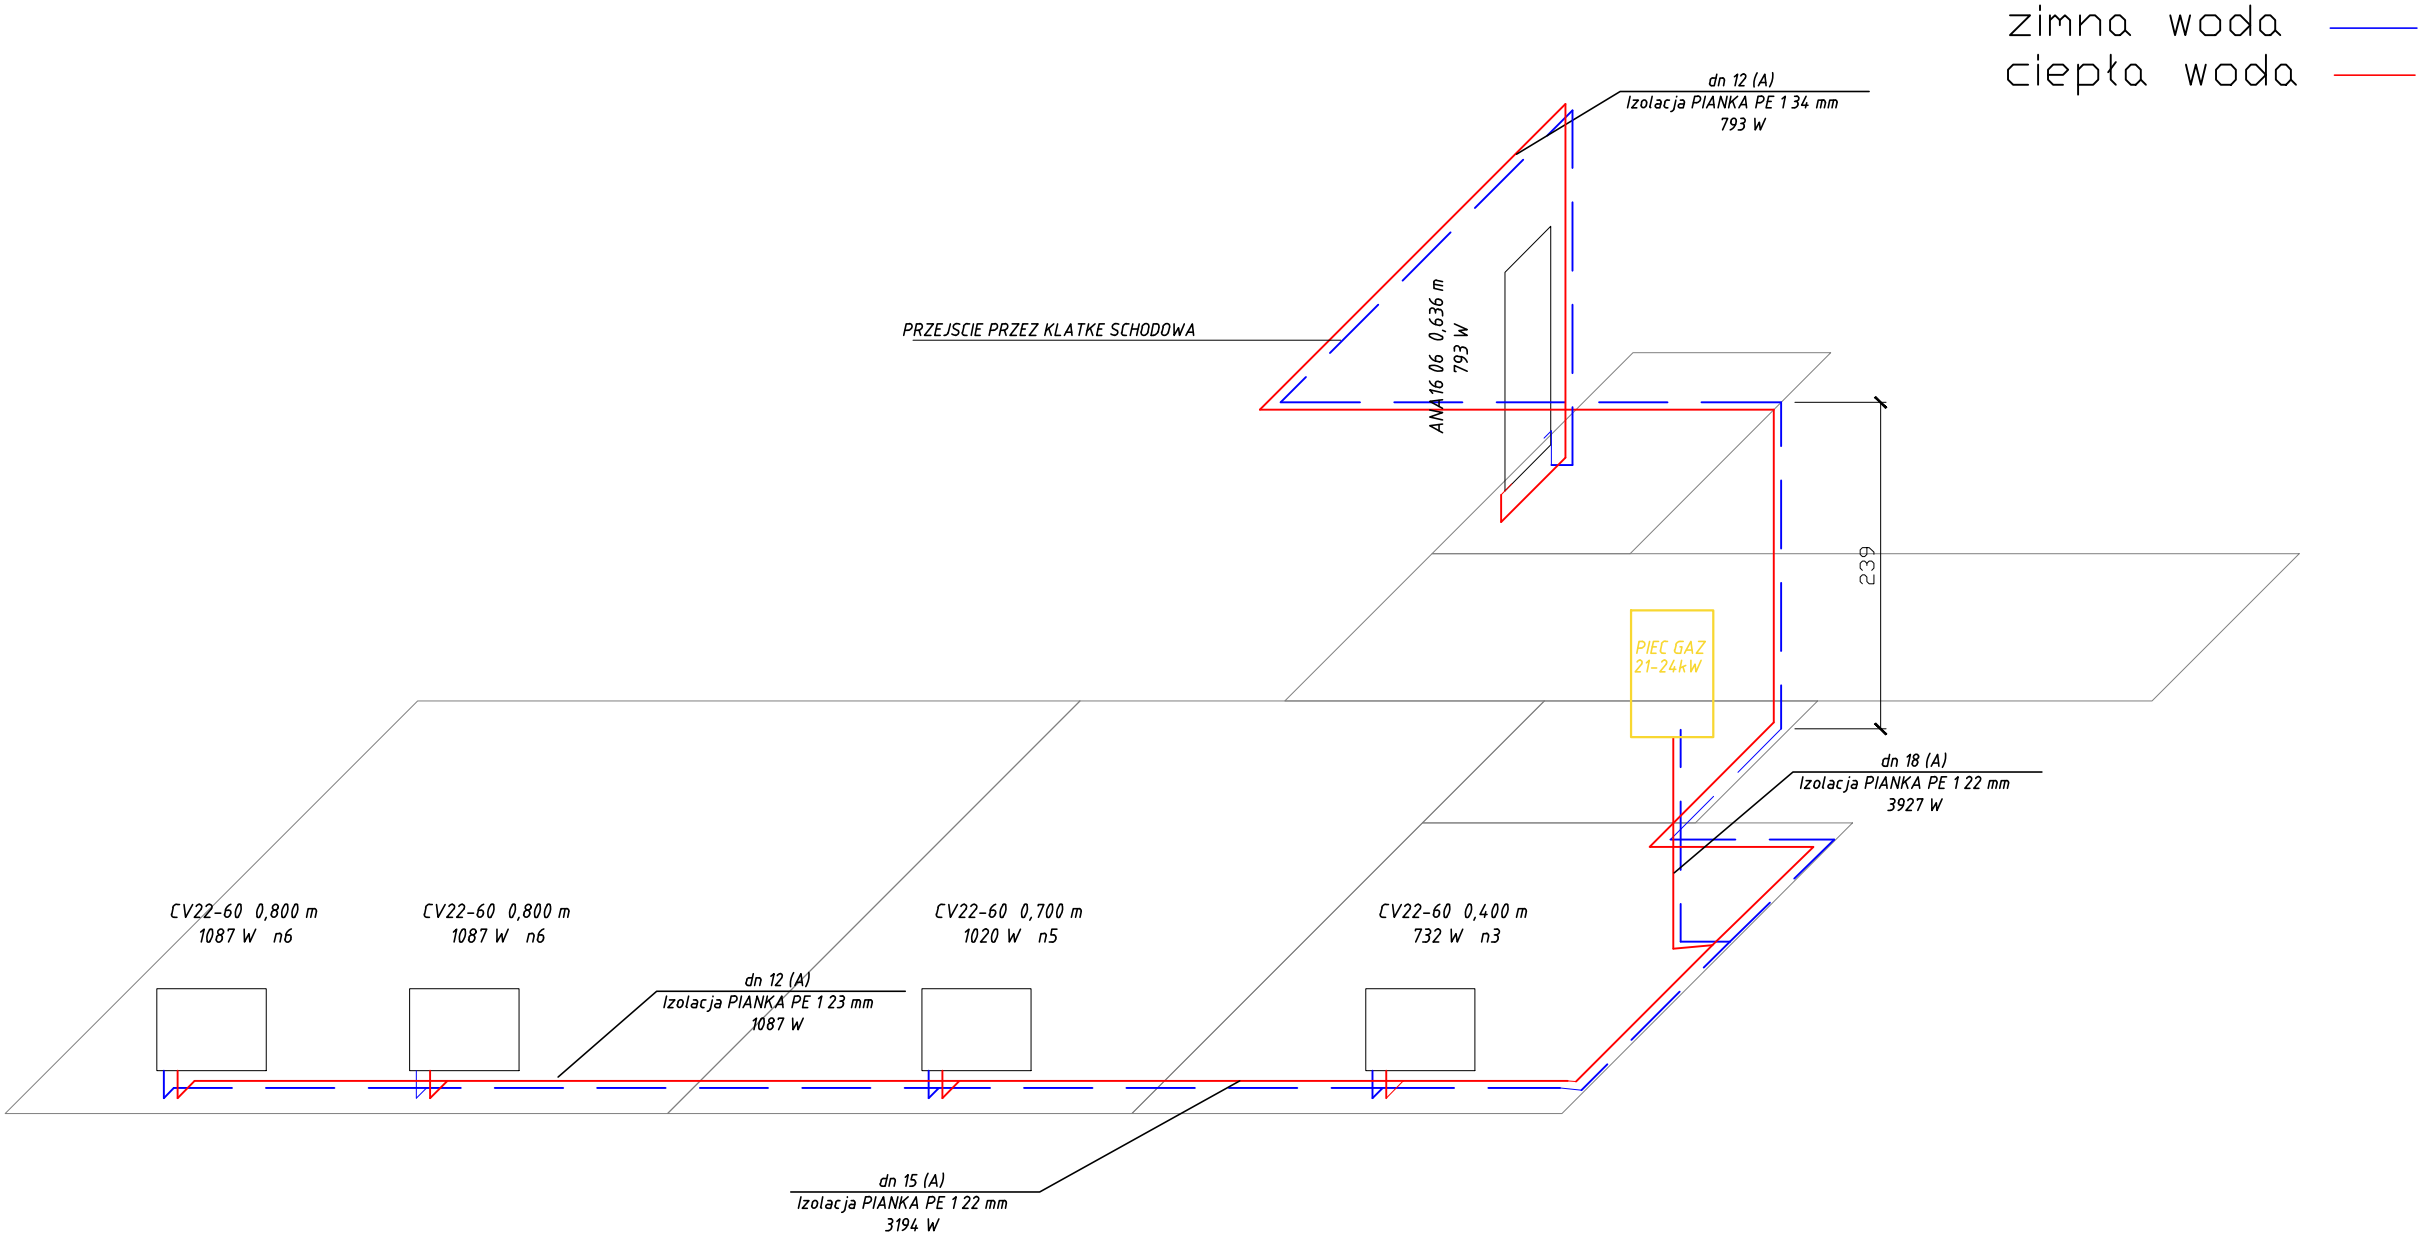 zimna woda
ciepła woda
dn 12 (A)
Izolacja PIANKA PE 1 34 mm
793 W
PRZEJSCIE PRZEZ KLATKE SCHODOWA
ANA16 06 0,636 m
793 W
239
PIEC GAZ
21-24kW
dn 18 (A)
Izolacja PIANKA PE 1 22 mm
3927 W
CV22-60 0,800 m
1087 W n6
CV22-60 0,800 m
1087 W n6
CV22-60 0,700 m
1020 W n5
CV22-60 0,400 m
732 W n3
dn 12 (A)
Izolacja PIANKA PE 1 23 mm
1087 W
dn 15 (A)
Izolacja PIANKA PE 1 22 mm
3194 W